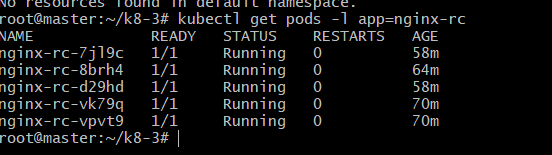 No resources found in default namespace.
root@master:~/k8-3# kubectl get pods -l app=nginx-rc
NAME READY STATUS RESTARTS AGE
nginx-rc-7jl9c 1/1 Running 0 58m
nginx-rc-8brh4 1/1 Running 0 64m
nginx-rc-d29hd 1/1 Running 0 58m
nginx-rc-vk79q 1/1 Running 0 70m
nginx-rc-vpvt9 1/1 Running 0 70m
root@master:~/k8-3#